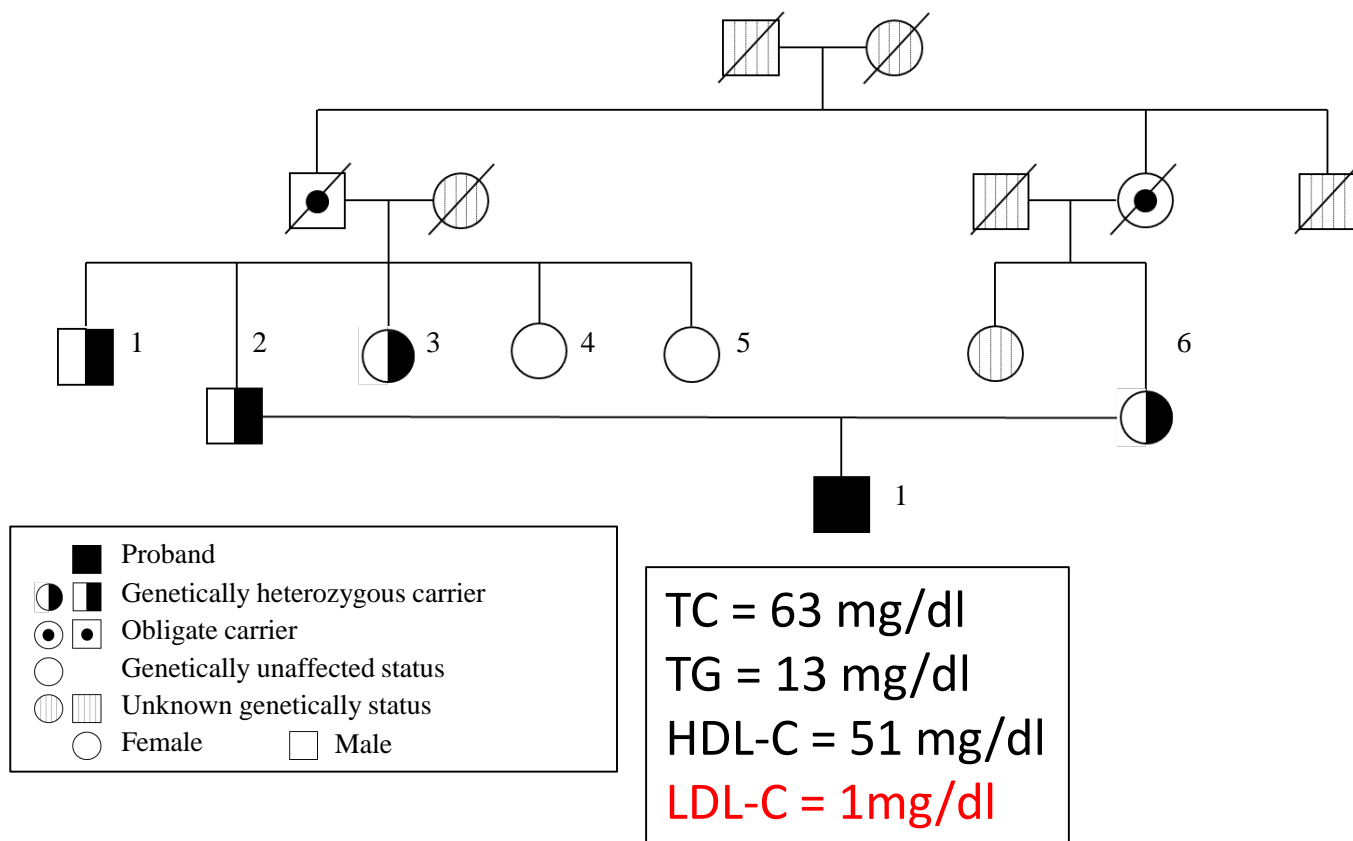 1
2
3
4
5
6
1
Proband
Genetically heterozygous carrier
Obligate carrier
Genetically unaffected status
Unknown genetically status
Female Male
TC = 63 mg/dl
TG = 13 mg/dl
HDL-C = 51 mg/dl
LDL-C = 1mg/dl